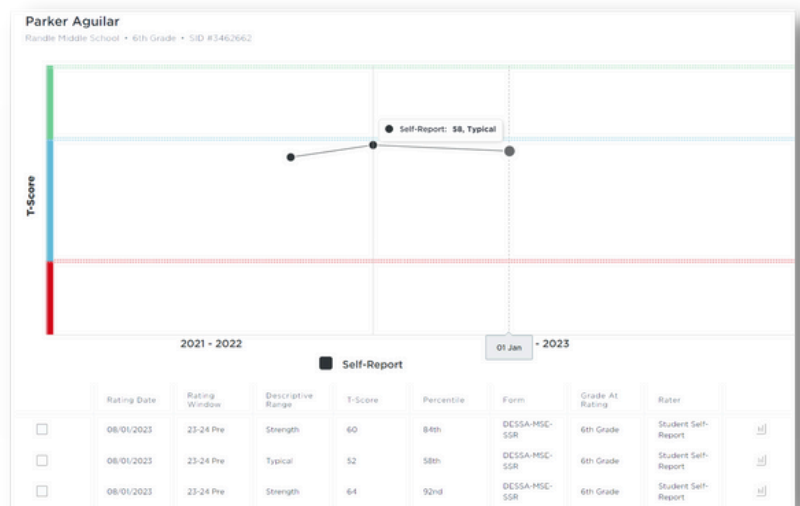 Parker Aguilar
Randle Middle School • 6th Grade • SID #3462662
Self-Report: 58, Typical
T-Score
2021 - 2022
01 Jan
- 2023
Self-Report
Rating Date Rating Window Descriptive Range T-Score Percentile Form Grade At Rating Rater
08/01/2023 23-24 Pre Strength 60 84th DESSA-MSE-SSR 6th Grade Student Self-Report
08/01/2023 23-24 Pre Typical 52 58th DESSA-MSE-SSR 6th Grade Student Self-Report
08/01/2023 23-24 Pre Strength 64 92nd DESSA-MSE-SSR 6th Grade Student Self-Report